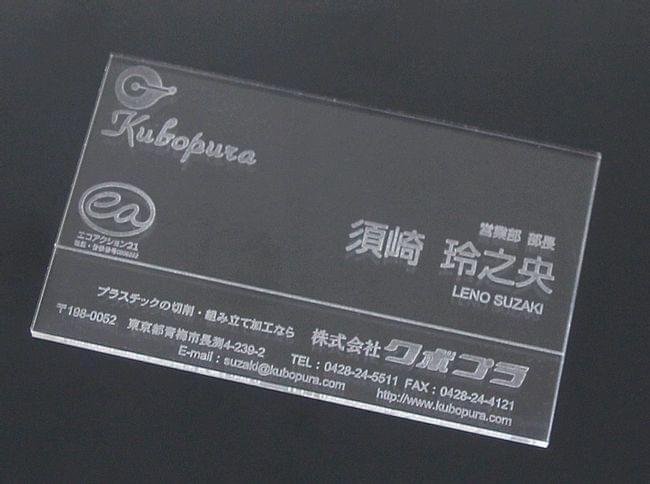 Kubopura
ea
エコアクション21
営業部 部長
須崎 玲之央
LENO SUZAKI
プラスチックの切削・組み立て加工なら 株式会社 クボプラ
〒198-0052 東京都青梅市長渕4-239-2 TEL：0428-24-5511 FAX：0428-24-4121
E-mail：suzaki@kubopura.com http://www.kubopura.com